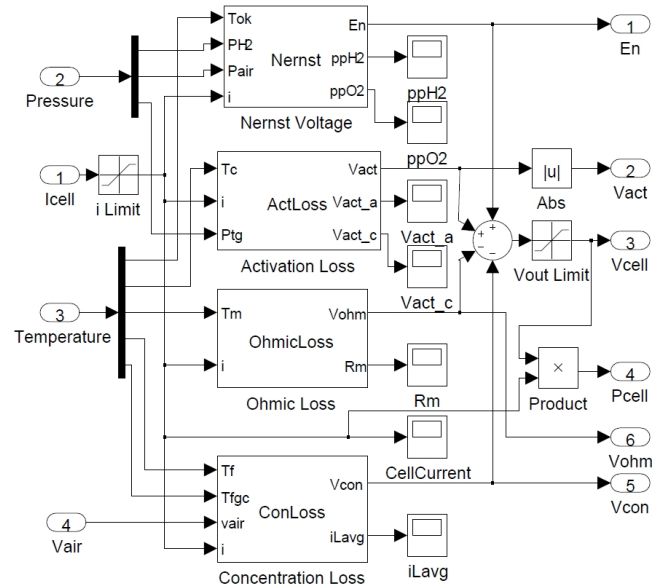 Tok
En
1
En
PH2
Nernst
ppH2
2
Pair
Pressure
i
ppO2
ppH2
Nernst Voltage
ppO2
Tc
Vact
|u|
2
1
Icell
i Limit
i
ActLoss
Vact_a
Abs
Vact
Ptg
Vact_c
Vact_a
+
+
−
−
3
Activation Loss
Vout Limit
Vcell
Vact_c
3
Temperature
Tm
Vohm
OhmicLoss
i
Rm
×
4
Ohmic Loss
Rm
Product
Pcell
6
CellCurrent
Vohm
Tf
Vcon
5
Tfgc
Vcon
4
vair
ConLoss
Vair
i
iLavg
Concentration Loss
iLavg